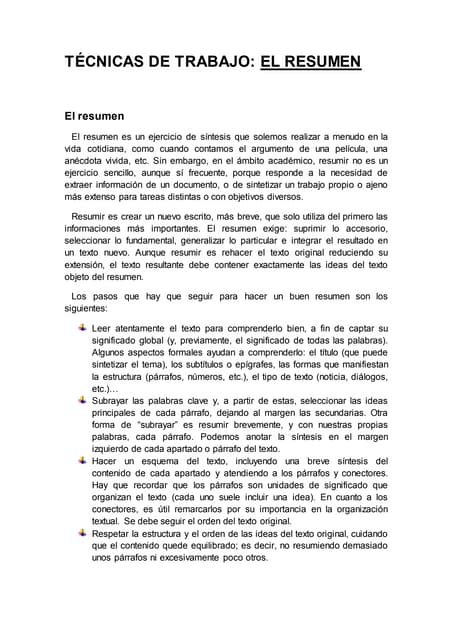 TÉCNICAS DE TRABAJO: EL RESUMEN
El resumen
El resumen es un ejercicio de síntesis que solemos realizar a menudo en la
vida cotidiana, como cuando contamos el argumento de una película, una
anécdota vivida, etc. Sin embargo, en el ámbito académico, resumir no es un
ejercicio sencillo, aunque sí frecuente, porque responde a la necesidad de
extraer información de un documento, o de sintetizar un trabajo propio o ajeno
más extenso para tareas distintas o con objetivos diversos.
Resumir es crear un nuevo escrito, más breve, que solo utiliza del primero las
informaciones más importantes. El resumen exige: suprimir lo accesorio,
seleccionar lo fundamental, generalizar lo particular e integrar el resultado en
un texto nuevo. Aunque resumir es rehacer el texto original reduciendo su
extensión, el texto resultante debe contener exactamente las ideas del texto
objeto del resumen.
Los pasos que hay que seguir para hacer un buen resumen son los
siguientes:
Leer atentamente el texto para comprenderlo bien, a fin de captar su
significado global (y, previamente, el significado de todas las palabras).
Algunos aspectos formales ayudan a comprenderlo: el título (que puede
sintetizar el tema), los subtítulos o epígrafes, las formas que manifiestan
la estructura (párrafos, números, etc.), el tipo de texto (noticia, diálogos,
etc.)…
Subrayar las palabras clave y, a partir de estas, seleccionar las ideas
principales de cada párrafo, dejando al margen las secundarias. Otra
forma de “subrayar” es resumir brevemente, y con nuestras propias
palabras, cada párrafo. Podemos anotar la síntesis en el margen
izquierdo de cada apartado o párrafo del texto.
Hacer un esquema del texto, incluyendo una breve síntesis del
contenido de cada apartado y atendiendo a los párrafos y conectores.
Hay que recordar que los párrafos son unidades de significado que
organizan el texto (cada uno suele incluir una idea). En cuanto a los
conectores, es útil remarcarlos por su importancia en la organización
textual. Se debe seguir el orden del texto original.
Respetar la estructura y el orden de las ideas del texto original, cuidando
que el contenido quede equilibrado; es decir, no resumiendo demasiado
unos párrafos ni excesivamente poco otros.